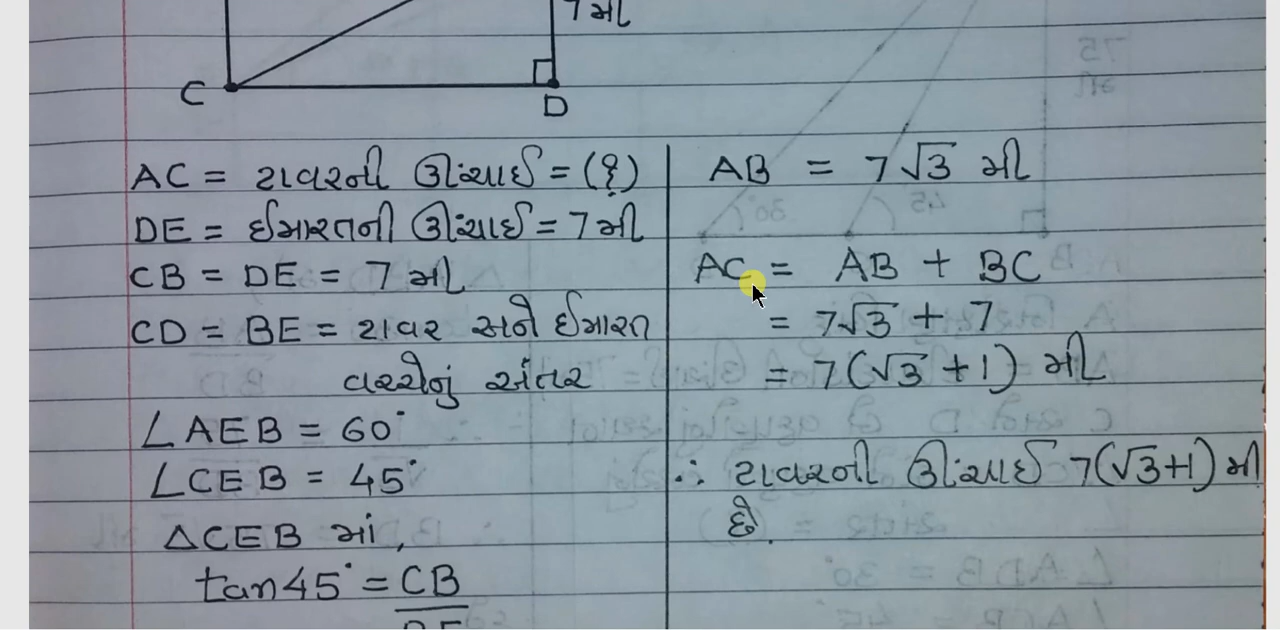 7 મી
C
D
AC = ટાવરની ઊંચાઈ = (?)
DE = ઈમારતની ઊંચાઈ = 7 મી
CB = DE = 7 મી
CD = BE = ટાવર અને ઈમારત
વચ્ચેનું અંતર
∠AEB = 60°
∠CEB = 45°
△CEB માં,
tan45° = CB
AB = 7√3 મી
AC = AB + BC
= 7√3 + 7
= 7(√3 + 1) મી
∴ ટાવરની ઊંચાઈ 7(√3+1) મી
છે.